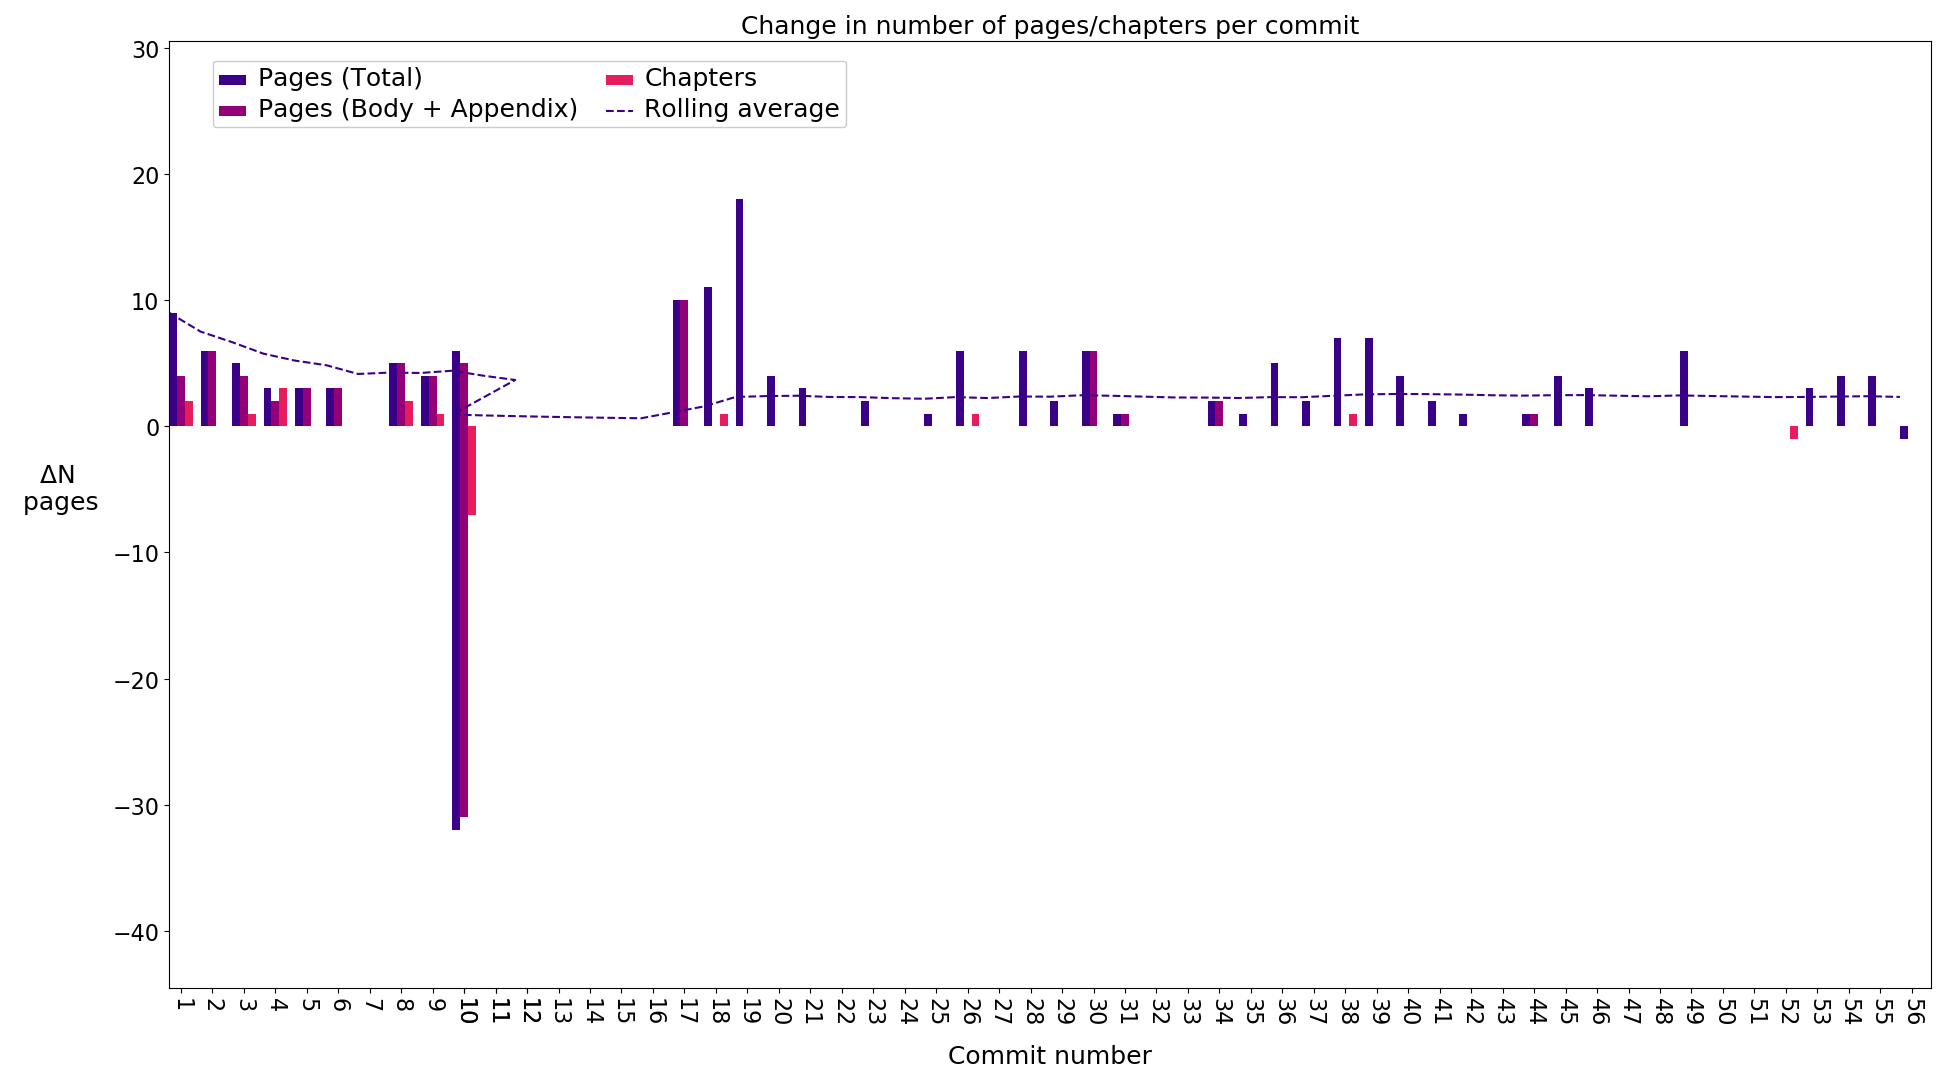 Change in number of pages/chapters per commit
Pages (Total)
Pages (Body + Appendix)
Chapters
Rolling average
30
20
10
0
−10
−20
−30
−40
ΔN
pages
1 2 3 4 5 6 7 8 9 10 11 12 13 14 15 16 17 18 19 20 21 22 23 24 25 26 27 28 29 30 31 32 33 34 35 36 37 38 39 40 41 42 43 44 45 46 47 48 49 50 51 52 53 54 55 56
Commit number